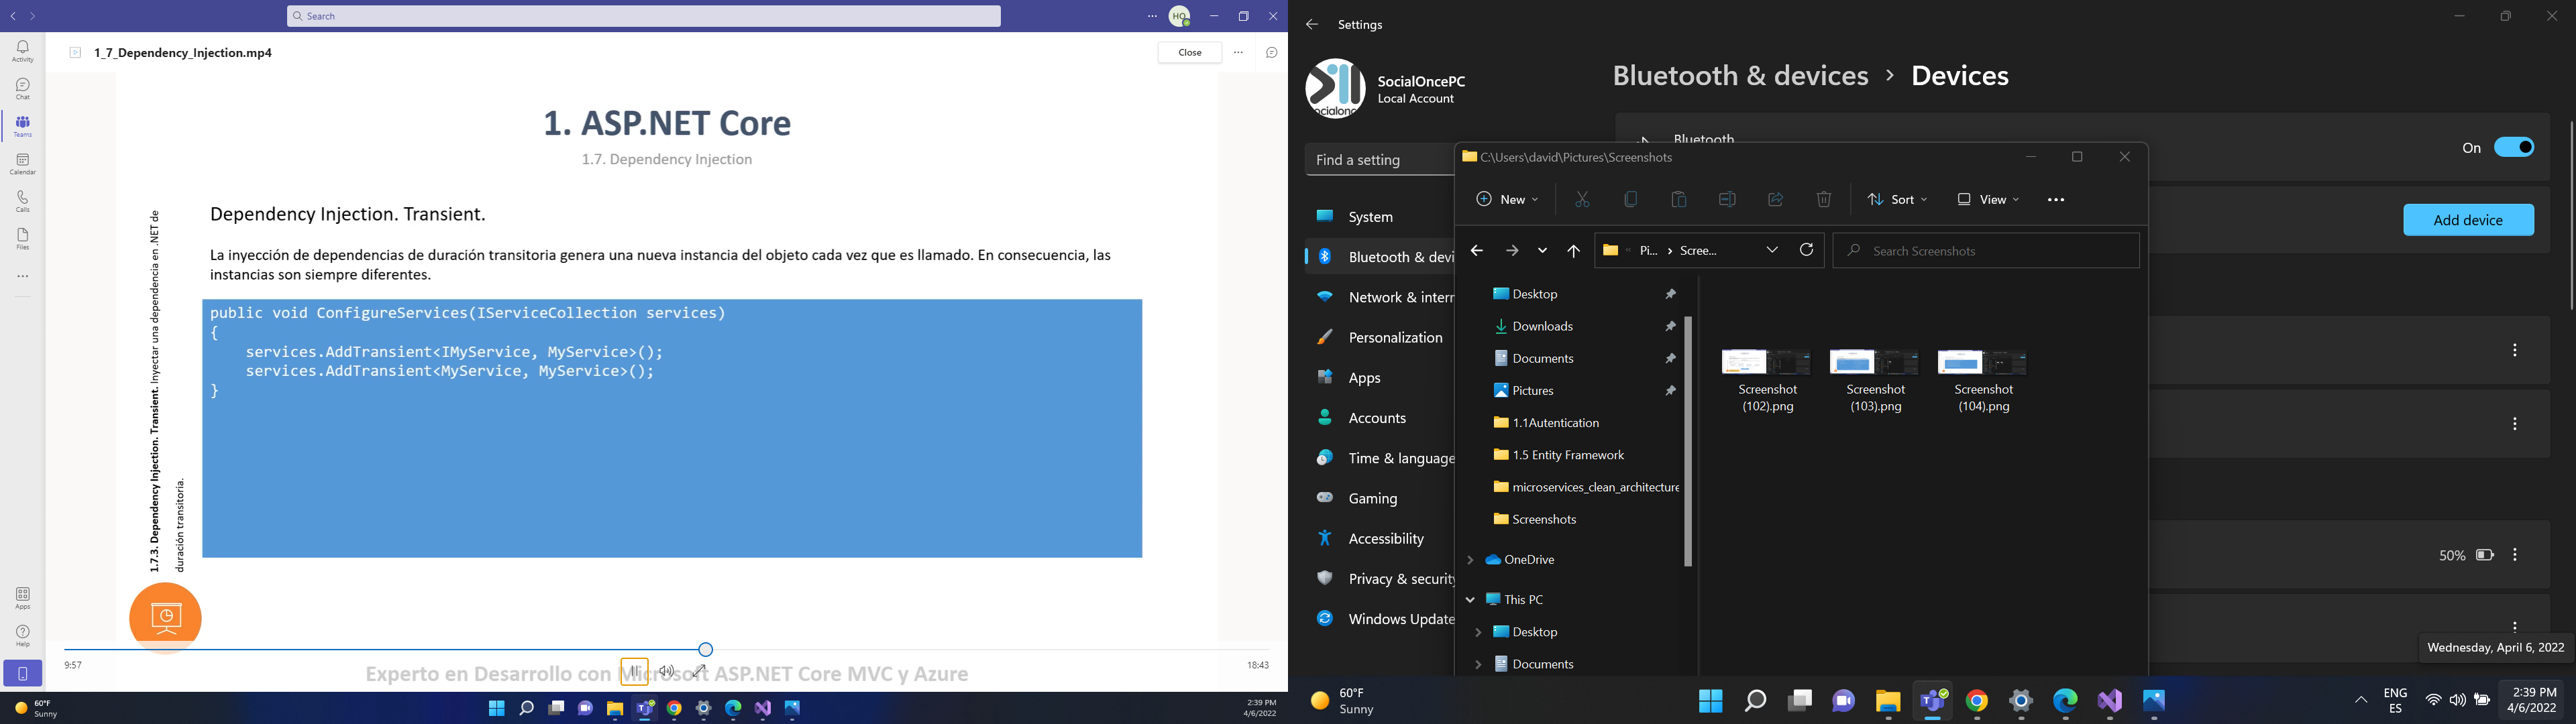 Search
HO
Activity
Chat
Teams
Calendar
Calls
Files
Apps
Help
1_7_Dependency_Injection.mp4
Close
1. ASP.NET Core
1.7. Dependency Injection
1.7.3. Dependency Injection. Transient. Inyectar una dependencia en .NET de
duración transitoria.
Dependency Injection. Transient.
La inyección de dependencias de duración transitoria genera una nueva instancia del objeto cada vez que es llamado. En consecuencia, las
instancias son siempre diferentes.
public void ConfigureServices(IServiceCollection services)
{
services.AddTransient<IMyService, MyService>();
services.AddTransient<MyService, MyService>();
}
9:57
18:43
Experto en Desarrollo con Microsoft ASP.NET Core MVC y Azure
60°F
Sunny
2:39 PM
4/6/2022
Settings
socialonc
SocialOncePC
Local Account
Find a setting
System
Bluetooth & devi
Network & intern
Personalization
Apps
Accounts
Time & language
Gaming
Accessibility
Privacy & security
Windows Update
Bluetooth & devices > Devices
Bluetooth
On
Add device
50%
C:\Users\david\Pictures\Screenshots
New
Sort
View
Pi... > Scree...
Search Screenshots
Desktop
Downloads
Documents
Pictures
1.1Autentication
1.5 Entity Framework
microservices_clean_architecture
Screenshots
OneDrive
This PC
Desktop
Documents
Screenshot
(102).png
Screenshot
(103).png
Screenshot
(104).png
Wednesday, April 6, 2022
60°F
Sunny
ENG
ES
2:39 PM
4/6/2022